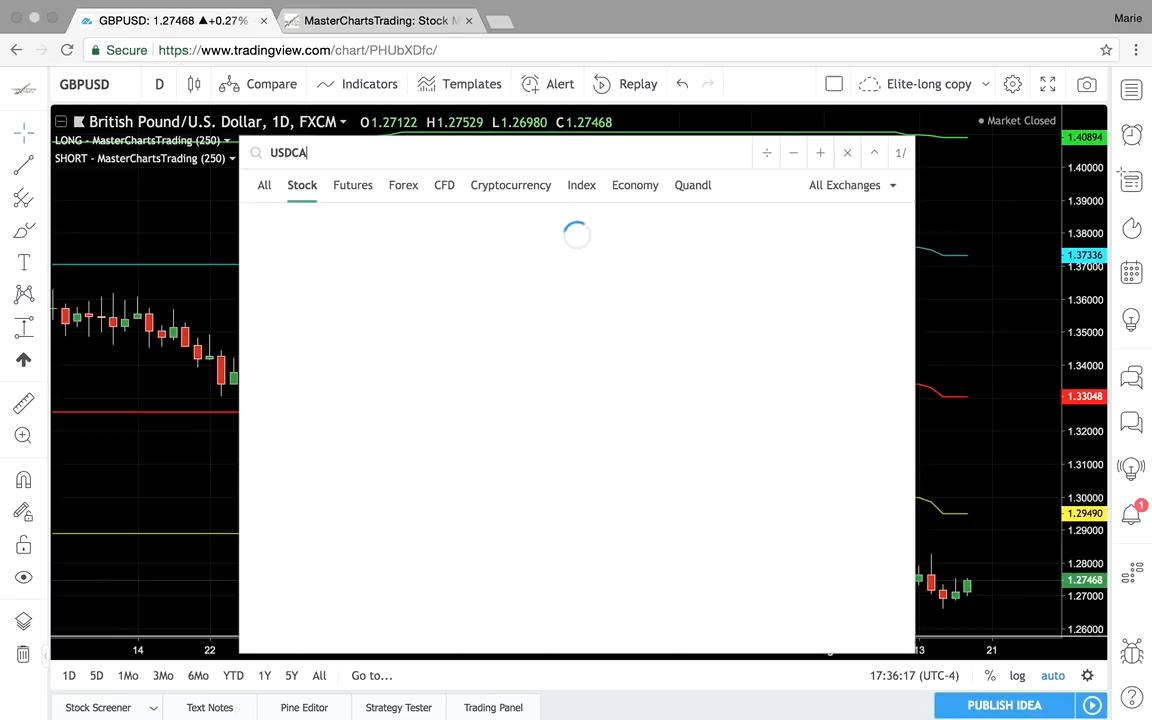 GBPUSD: 1.27468 ▲+0.27%
MasterChartsTrading: Stock M
Marie
Secure
https://www.tradingview.com/chart/PHUbXDfc/
GBPUSD
D
Compare
Indicators
Templates
Alert
Replay
Elite-long copy
British Pound/U.S. Dollar, 1D, FXCM
O1.27122 H1.27529 L1.26980 C1.27468
Market Closed
LONG - MasterChartsTrading (250)
SHORT - MasterChartsTrading (250)
USDCA
÷ − + × ^ 1/
All Stock Futures Forex CFD Cryptocurrency Index Economy Quandl
All Exchanges
1.40894
1.40000
1.39000
1.38000
1.37336
1.37000
1.36000
1.35000
1.34000
1.33048
1.32000
1.31000
1.30000
1.29490
1.28000
1.27468
1.27000
1.26000
14
22
13
21
1
1D 5D 1Mo 3Mo 6Mo YTD 1Y 5Y All Go to...
17:36:17 (UTC-4)
% log auto
Stock Screener
Text Notes
Pine Editor
Strategy Tester
Trading Panel
PUBLISH IDEA